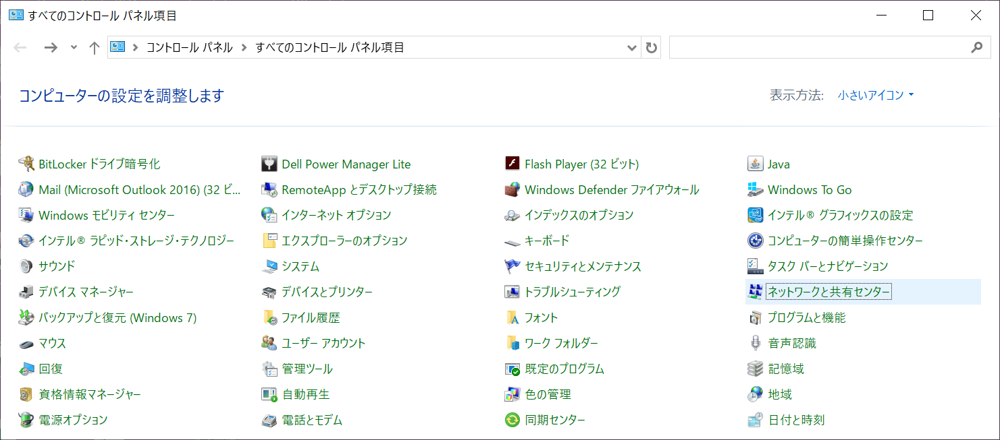 すべてのコントロール パネル項目
コントロール パネル すべてのコントロール パネル項目
コンピューターの設定を調整します
表示方法: 小さいアイコン
BitLocker ドライブ暗号化 Dell Power Manager Lite Flash Player (32 ビット) Java
Mail (Microsoft Outlook 2016) (32 ビ... RemoteApp とデスクトップ接続 Windows Defender ファイアウォール Windows To Go
Windows モビリティ センター インターネット オプション インデックスのオプション インテル® グラフィックスの設定
インテル® ラピッド・ストレージ・テクノロジー エクスプローラーのオプション キーボード コンピューターの簡単操作センター
サウンド システム セキュリティとメンテナンス タスク バーとナビゲーション
デバイス マネージャー デバイスとプリンター トラブルシューティング ネットワークと共有センター
バックアップと復元 (Windows 7) ファイル履歴 フォント プログラムと機能
マウス ユーザー アカウント ワーク フォルダー 音声認識
回復 管理ツール 既定のプログラム 記憶域
資格情報マネージャー 自動再生 色の管理 地域
電源オプション 電話とモデム 同期センター 日付と時刻